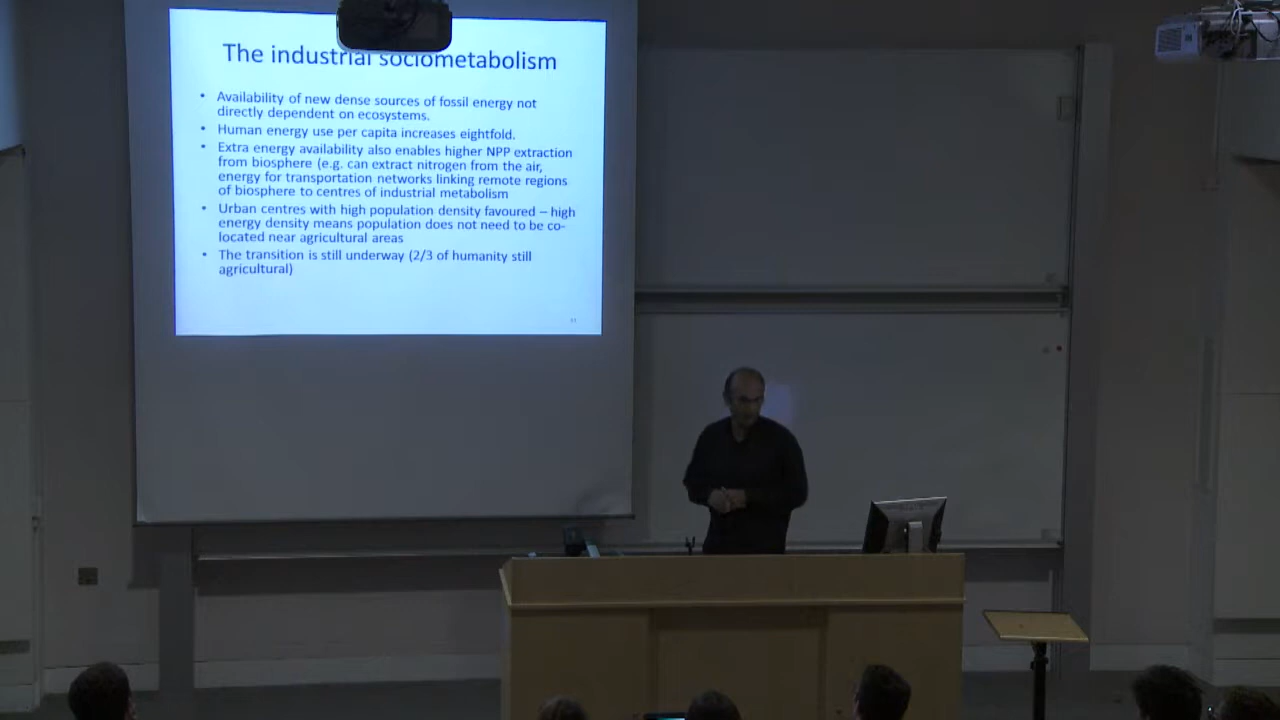 The industrial sociometabolism
• Availability of new dense sources of fossil energy not
directly dependent on ecosystems.
• Human energy use per capita increases eightfold.
• Extra energy availability also enables higher NPP extraction
from biosphere (e.g. can extract nitrogen from the air,
energy for transportation networks linking remote regions
of biosphere to centres of industrial metabolism
• Urban centres with high population density favoured – high
energy density means population does not need to be co-
located near agricultural areas
• The transition is still underway (2/3 of humanity still
agricultural)